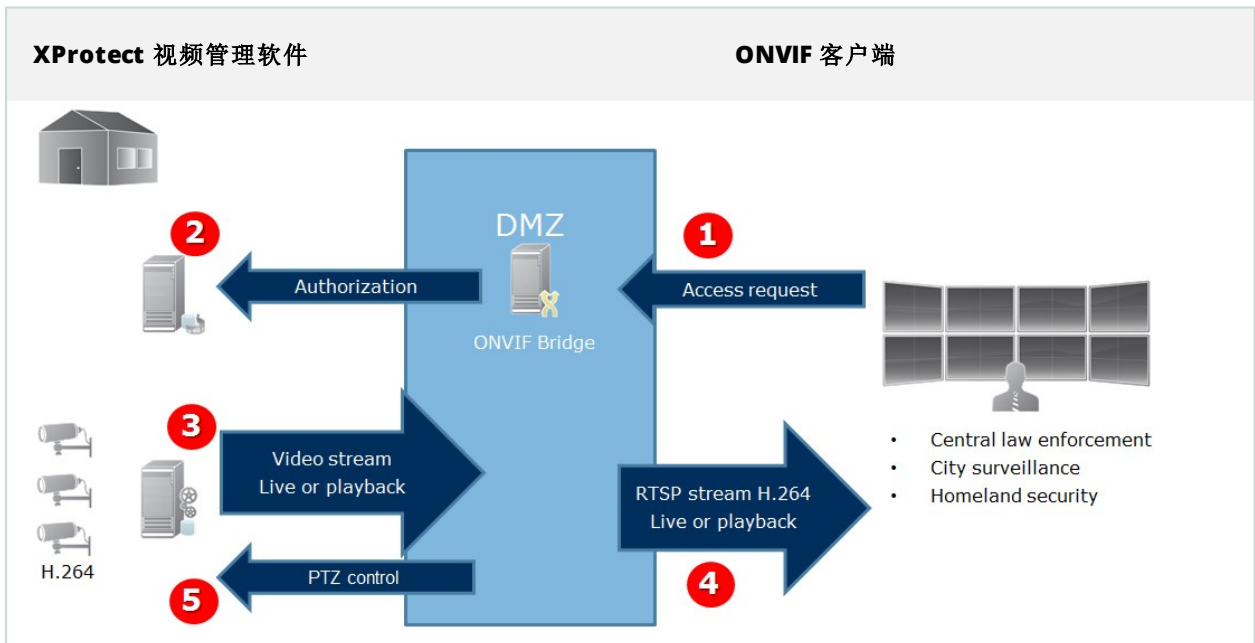 XProtect 视频管理软件
ONVIF 客户端
DMZ
ONVIF Bridge
1
Access request
2
Authorization
3
Video stream
Live or playback
H.264
RTSP stream H.264
Live or playback
4
5
PTZ control
• Central law enforcement
• City surveillance
• Homeland security